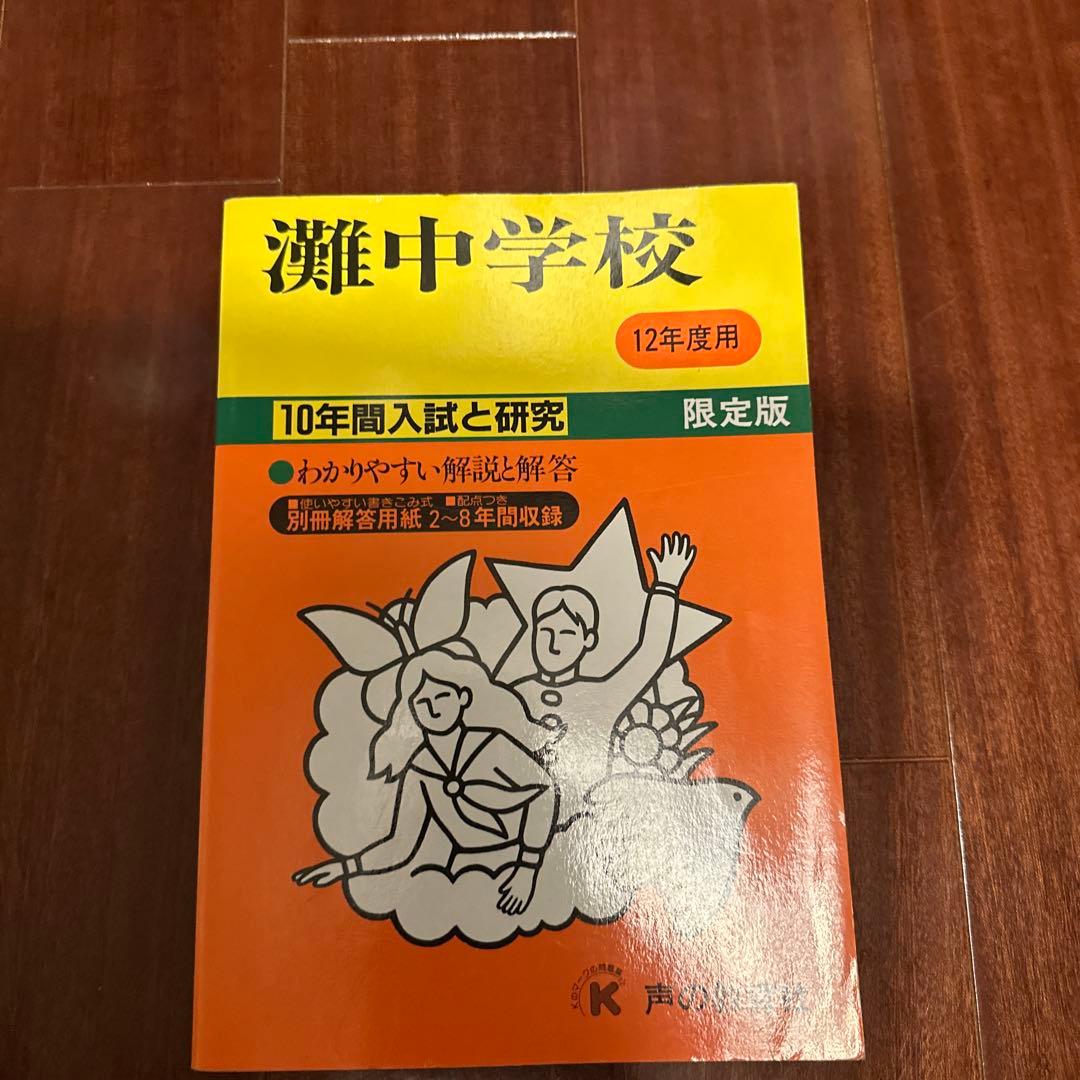 灘中学校
12年度用
10年間入試と研究
限定版
●わかりやすい解説と解答
■使いやすい書きこみ式 ■配点つき
別冊解答用紙 2〜8年間収録
K
声の